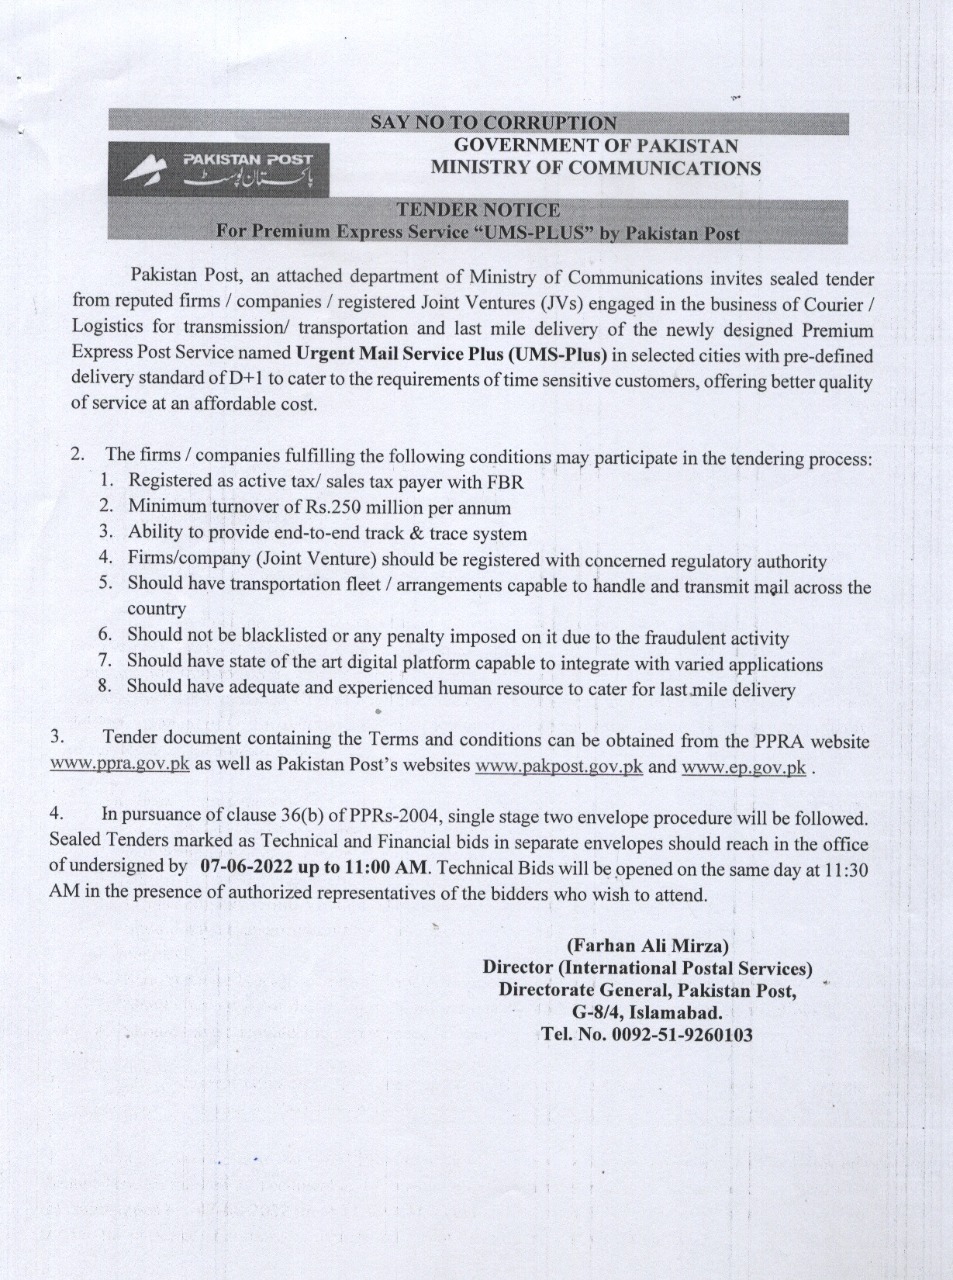 SAY NO TO CORRUPTION
GOVERNMENT OF PAKISTAN
MINISTRY OF COMMUNICATIONS
PAKISTAN POST
پاکستان پوسٹ
TENDER NOTICE
For Premium Express Service “UMS-PLUS” by Pakistan Post
Pakistan Post, an attached department of Ministry of Communications invites sealed tender
from reputed firms / companies / registered Joint Ventures (JVs) engaged in the business of Courier /
Logistics for transmission/ transportation and last mile delivery of the newly designed Premium
Express Post Service named Urgent Mail Service Plus (UMS-Plus) in selected cities with pre-defined
delivery standard of D+1 to cater to the requirements of time sensitive customers, offering better quality
of service at an affordable cost.
2. The firms / companies fulfilling the following conditions may participate in the tendering process:
1. Registered as active tax/ sales tax payer with FBR
2. Minimum turnover of Rs.250 million per annum
3. Ability to provide end-to-end track & trace system
4. Firms/company (Joint Venture) should be registered with concerned regulatory authority
5. Should have transportation fleet / arrangements capable to handle and transmit mail across the
country
6. Should not be blacklisted or any penalty imposed on it due to the fraudulent activity
7. Should have state of the art digital platform capable to integrate with varied applications
8. Should have adequate and experienced human resource to cater for last mile delivery
3. Tender document containing the Terms and conditions can be obtained from the PPRA website
www.ppra.gov.pk as well as Pakistan Post’s websites www.pakpost.gov.pk and www.ep.gov.pk .
4. In pursuance of clause 36(b) of PPRs-2004, single stage two envelope procedure will be followed.
Sealed Tenders marked as Technical and Financial bids in separate envelopes should reach in the office
of undersigned by 07-06-2022 up to 11:00 AM. Technical Bids will be opened on the same day at 11:30
AM in the presence of authorized representatives of the bidders who wish to attend.
(Farhan Ali Mirza)
Director (International Postal Services)
Directorate General, Pakistan Post,
G-8/4, Islamabad.
Tel. No. 0092-51-9260103